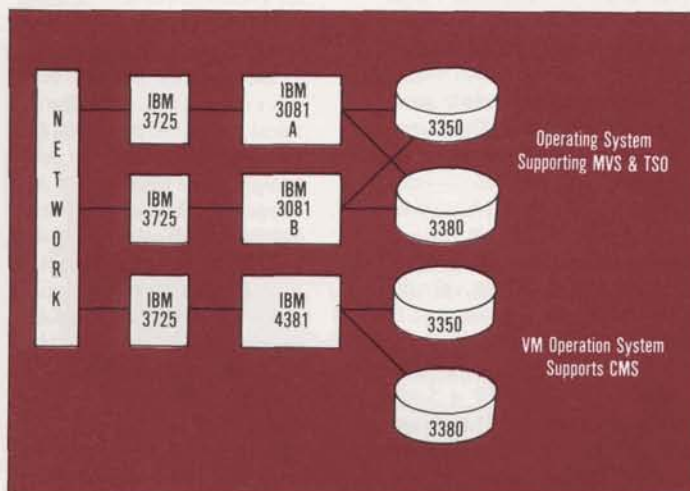 NETWORK
IBM
3725
IBM
3081
A
3350
Operating System
Supporting MVS & TSO
IBM
3725
IBM
3081
B
3380
IBM
3725
IBM
4381
3350
VM Operation System
Supports CMS
3380